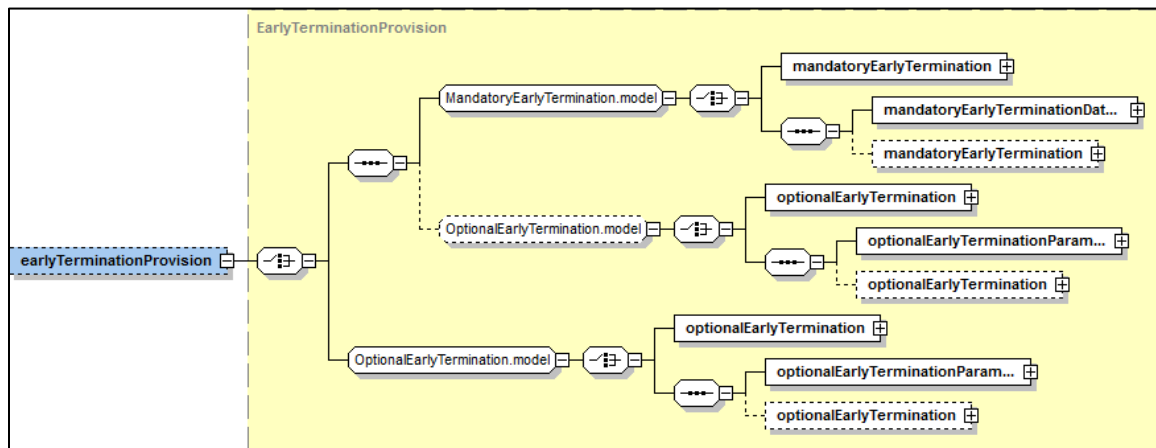 EarlyTerminationProvision
mandatoryEarlyTermination
MandatoryEarlyTermination.model
mandatoryEarlyTerminationDat...
mandatoryEarlyTermination
optionalEarlyTermination
OptionalEarlyTermination.model
optionalEarlyTerminationParam...
earlyTerminationProvision
optionalEarlyTermination
optionalEarlyTermination
OptionalEarlyTermination.model
optionalEarlyTerminationParam...
optionalEarlyTermination